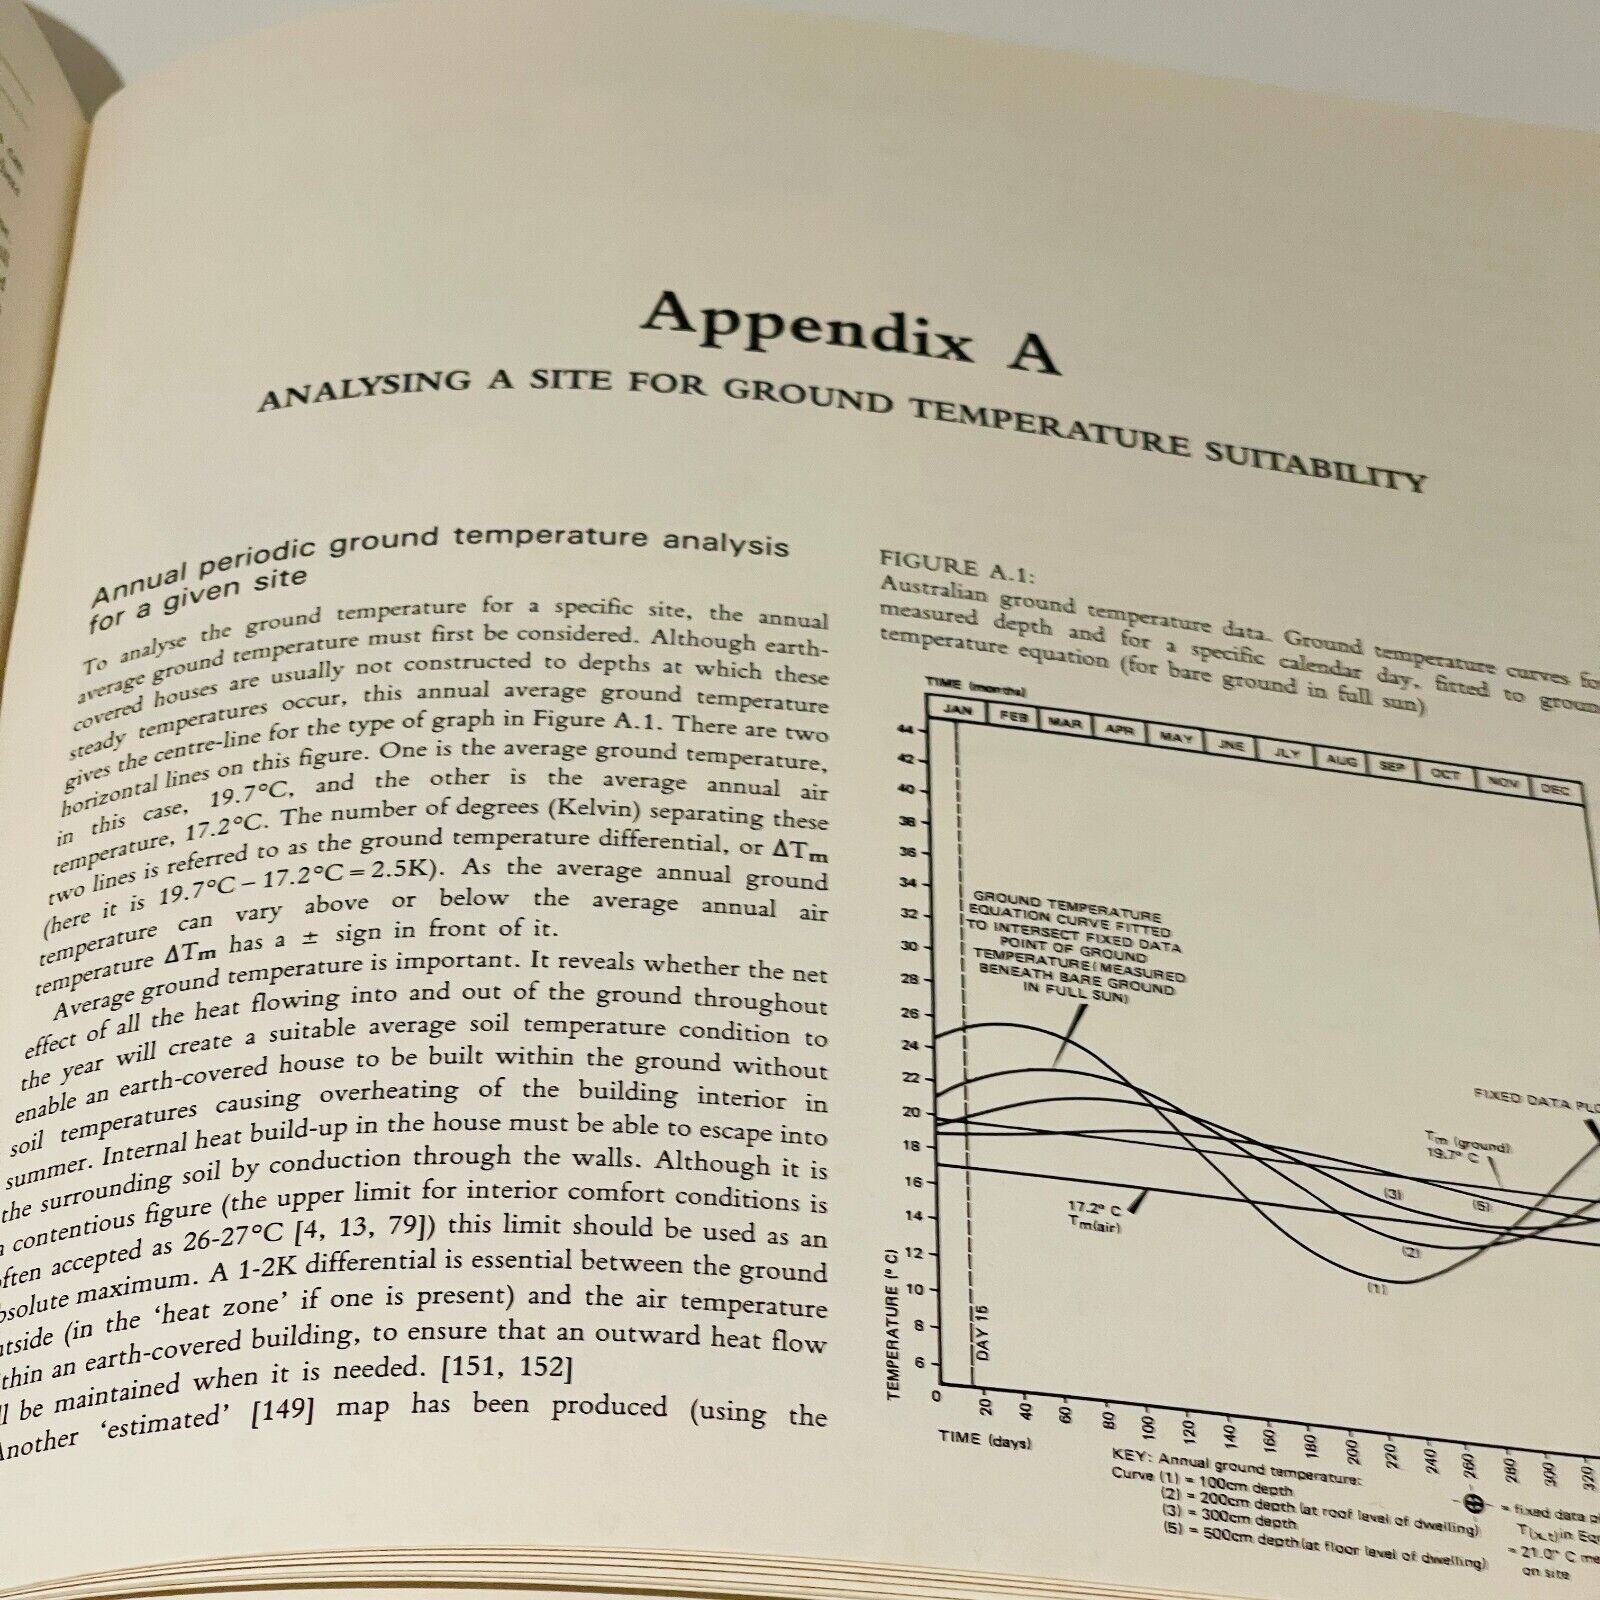 Appendix A
ANALYSING A SITE FOR GROUND TEMPERATURE SUITABILITY
Annual periodic ground temperature analysis
for a given site
To analyse the ground temperature for a specific site, the annual
average ground temperature must first be considered. Although earth-
covered houses are usually not constructed to depths at which these
steady temperatures occur, this annual average ground temperature
gives the centre-line for the type of graph in Figure A.1. There are two
horizontal lines on this figure. One is the average ground temperature,
in this case, 19.7°C, and the other is the average annual air
temperature, 17.2°C. The number of degrees (Kelvin) separating these
two lines is referred to as the ground temperature differential, or ΔTm
(here it is 19.7°C – 17.2°C = 2.5K). As the average annual ground
temperature can vary above or below the average annual air
temperature ΔTm has a ± sign in front of it.
Average ground temperature is important. It reveals whether the net
effect of all the heat flowing into and out of the ground throughout
the year will create a suitable average soil temperature condition to
enable an earth-covered house to be built within the ground without
soil temperatures causing overheating of the building interior in
summer. Internal heat build-up in the house must be able to escape into
the surrounding soil by conduction through the walls. Although it is
contentious figure (the upper limit for interior comfort conditions is
often accepted as 26-27°C [4, 13, 79]) this limit should be used as an
absolute maximum. A 1-2K differential is essential between the ground
outside (in the ‘heat zone’ if one is present) and the air temperature
within an earth-covered building, to ensure that an outward heat flow
be maintained when it is needed. [151, 152]
Another ‘estimated’ [149] map has been produced (using the
FIGURE A.1:
Australian ground temperature data. Ground temperature curves for
measured depth and for a specific calendar day, fitted to ground
temperature equation (for bare ground in full sun)
TIME (months)
JAN FEB MAR APR MAY JNE JLY AUG SEP OCT NOV DEC
44
42
40
38
36
34
32
30
28
26
24
22
20
18
16
14
12
10
8
6
TEMPERATURE (°C)
GROUND TEMPERATURE
EQUATION CURVE FITTED
TO INTERSECT FIXED DATA
POINT OF GROUND
TEMPERATURE (MEASURED
BENEATH BARE GROUND
IN FULL SUN)
FIXED DATA
Tm (ground)
19.7° C
17.2° C
Tm(air)
(3)
(5)
(2)
(1)
DAY 16
0 20 40 60 80 100 120 140 160 180 200 220 240 260 280 300 320
TIME (days)
KEY: Annual ground temperature:
Curve (1) = 100cm depth
(2) = 200cm depth (at roof level of dwelling)
(3) = 300cm depth
(5) = 500cm depth (at floor level of dwelling)
= fixed data
T(x,t) in
= 21.0° C
on site